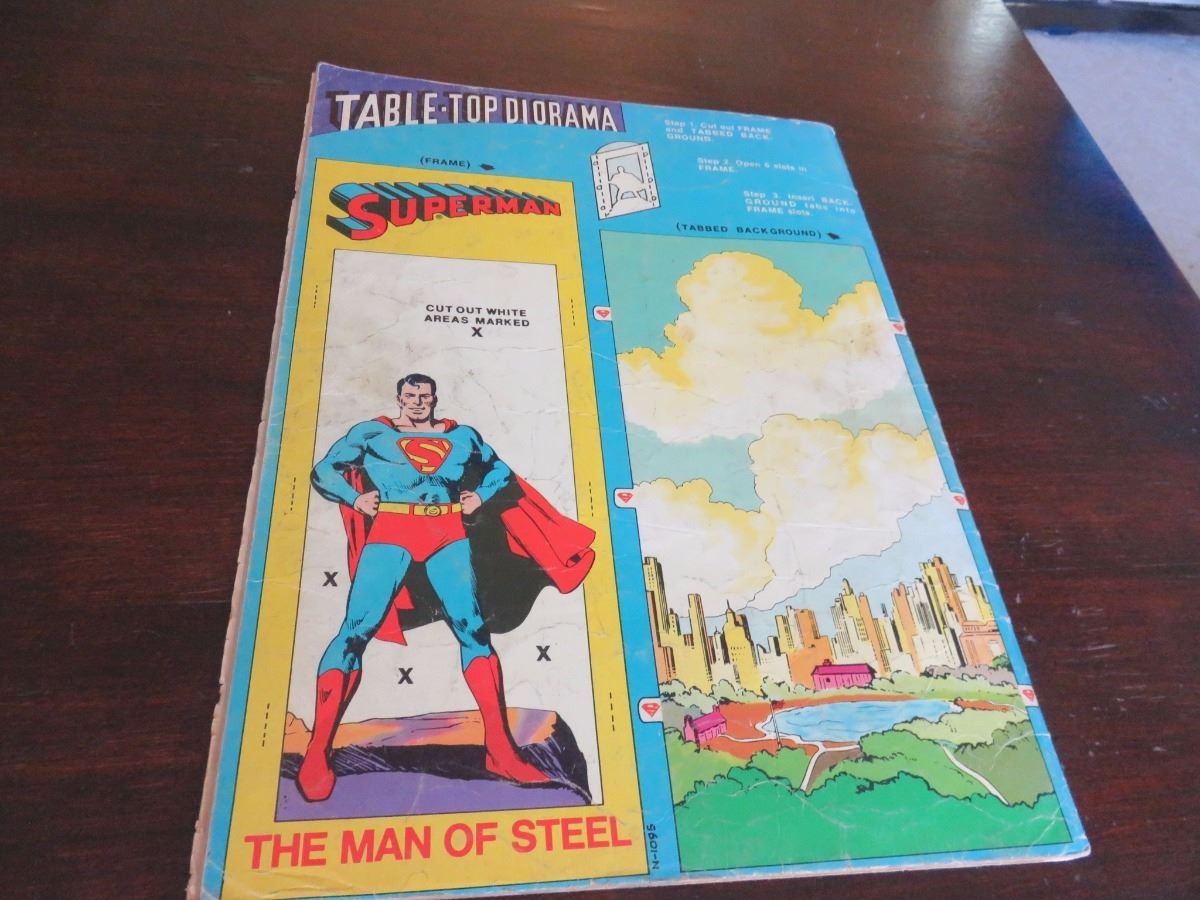 TABLE-TOP DIORAMA
Step 1. Cut out FRAME
and TABBED BACK-
GROUND.
Step 2. Open 6 slots in
FRAME.
Step 3. Insert BACK-
GROUND tabs into
FRAME slots.
(FRAME)
SUPERMAN
(TABBED BACKGROUND)
CUT OUT WHITE
AREAS MARKED
X
S
X
X
X
THE MAN OF STEEL
N-1095